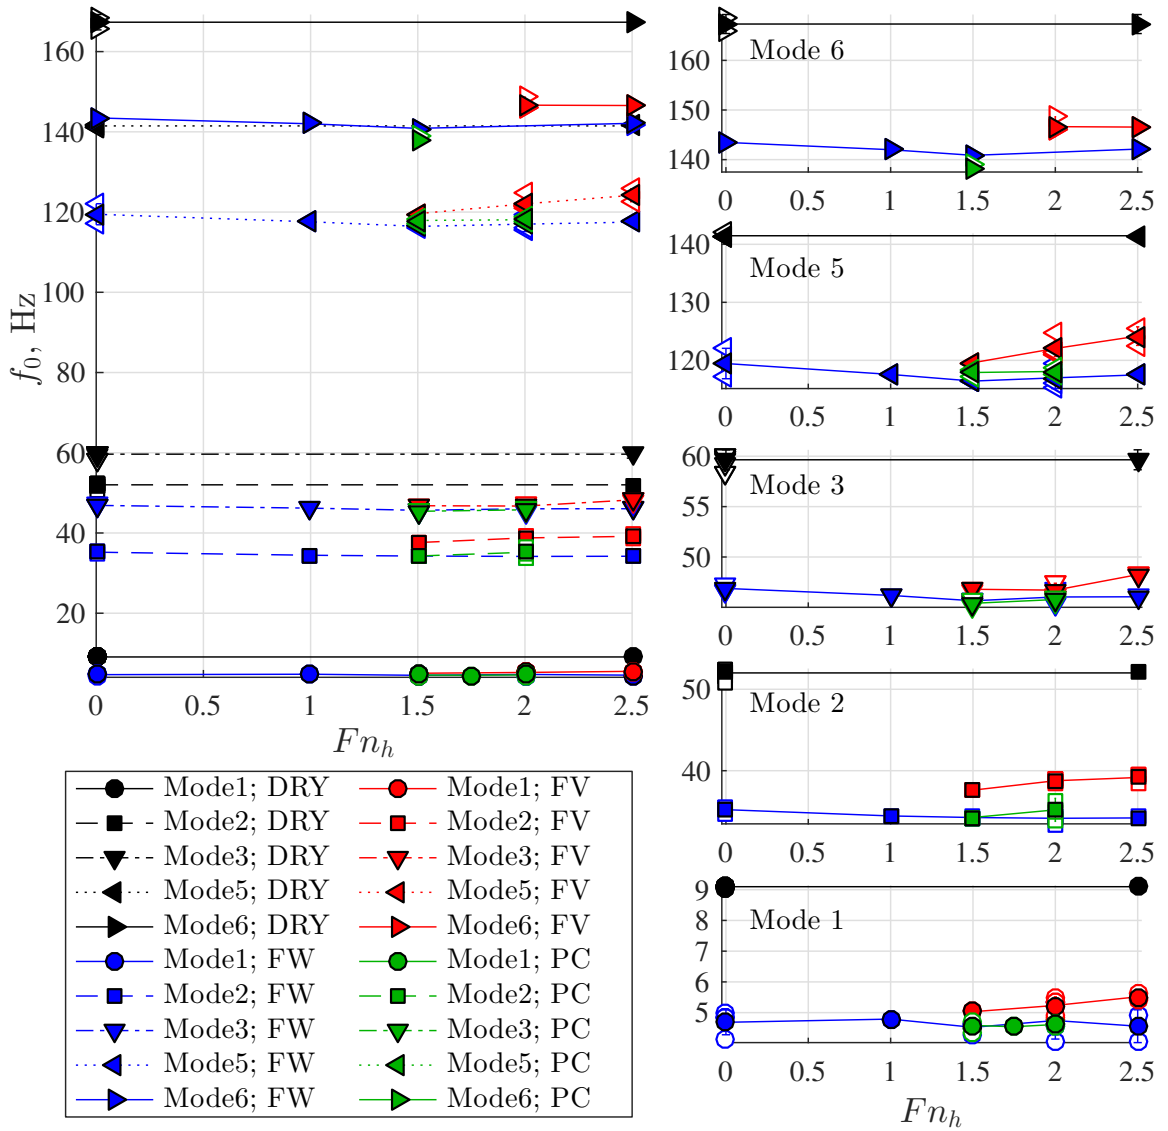 160
140
120
100
80
60
40
20
f₀, Hz
0 0.5 1 1.5 2 2.5
Fnₕ
Mode 6
160
150
140
0 0.5 1 1.5 2 2.5
Mode 5
140
130
120
0 0.5 1 1.5 2 2.5
Mode 3
60
55
50
0 0.5 1 1.5 2 2.5
Mode 2
50
40
0 0.5 1 1.5 2 2.5
Mode 1
9
8
7
6
5
0 0.5 1 1.5 2 2.5
Fnₕ
Mode1; DRY
Mode2; DRY
Mode3; DRY
Mode5; DRY
Mode6; DRY
Mode1; FW
Mode2; FW
Mode3; FW
Mode5; FW
Mode6; FW
Mode1; FV
Mode2; FV
Mode3; FV
Mode5; FV
Mode6; FV
Mode1; PC
Mode2; PC
Mode3; PC
Mode5; PC
Mode6; PC